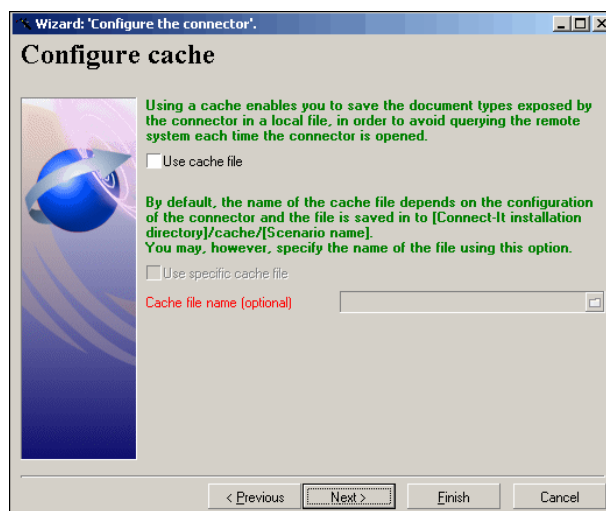 Wizard: 'Configure the connector'.
Configure cache
Using a cache enables you to save the document types exposed by
the connector in a local file, in order to avoid querying the remote
system each time the connector is opened.
Use cache file
By default, the name of the cache file depends on the configuration
of the connector and the file is saved in to [Connect-It installation
directory]/cache/[Scenario name].
You may, however, specify the name of the file using this option.
Use specific cache file
Cache file name (optional)
< Previous Next > Finish Cancel